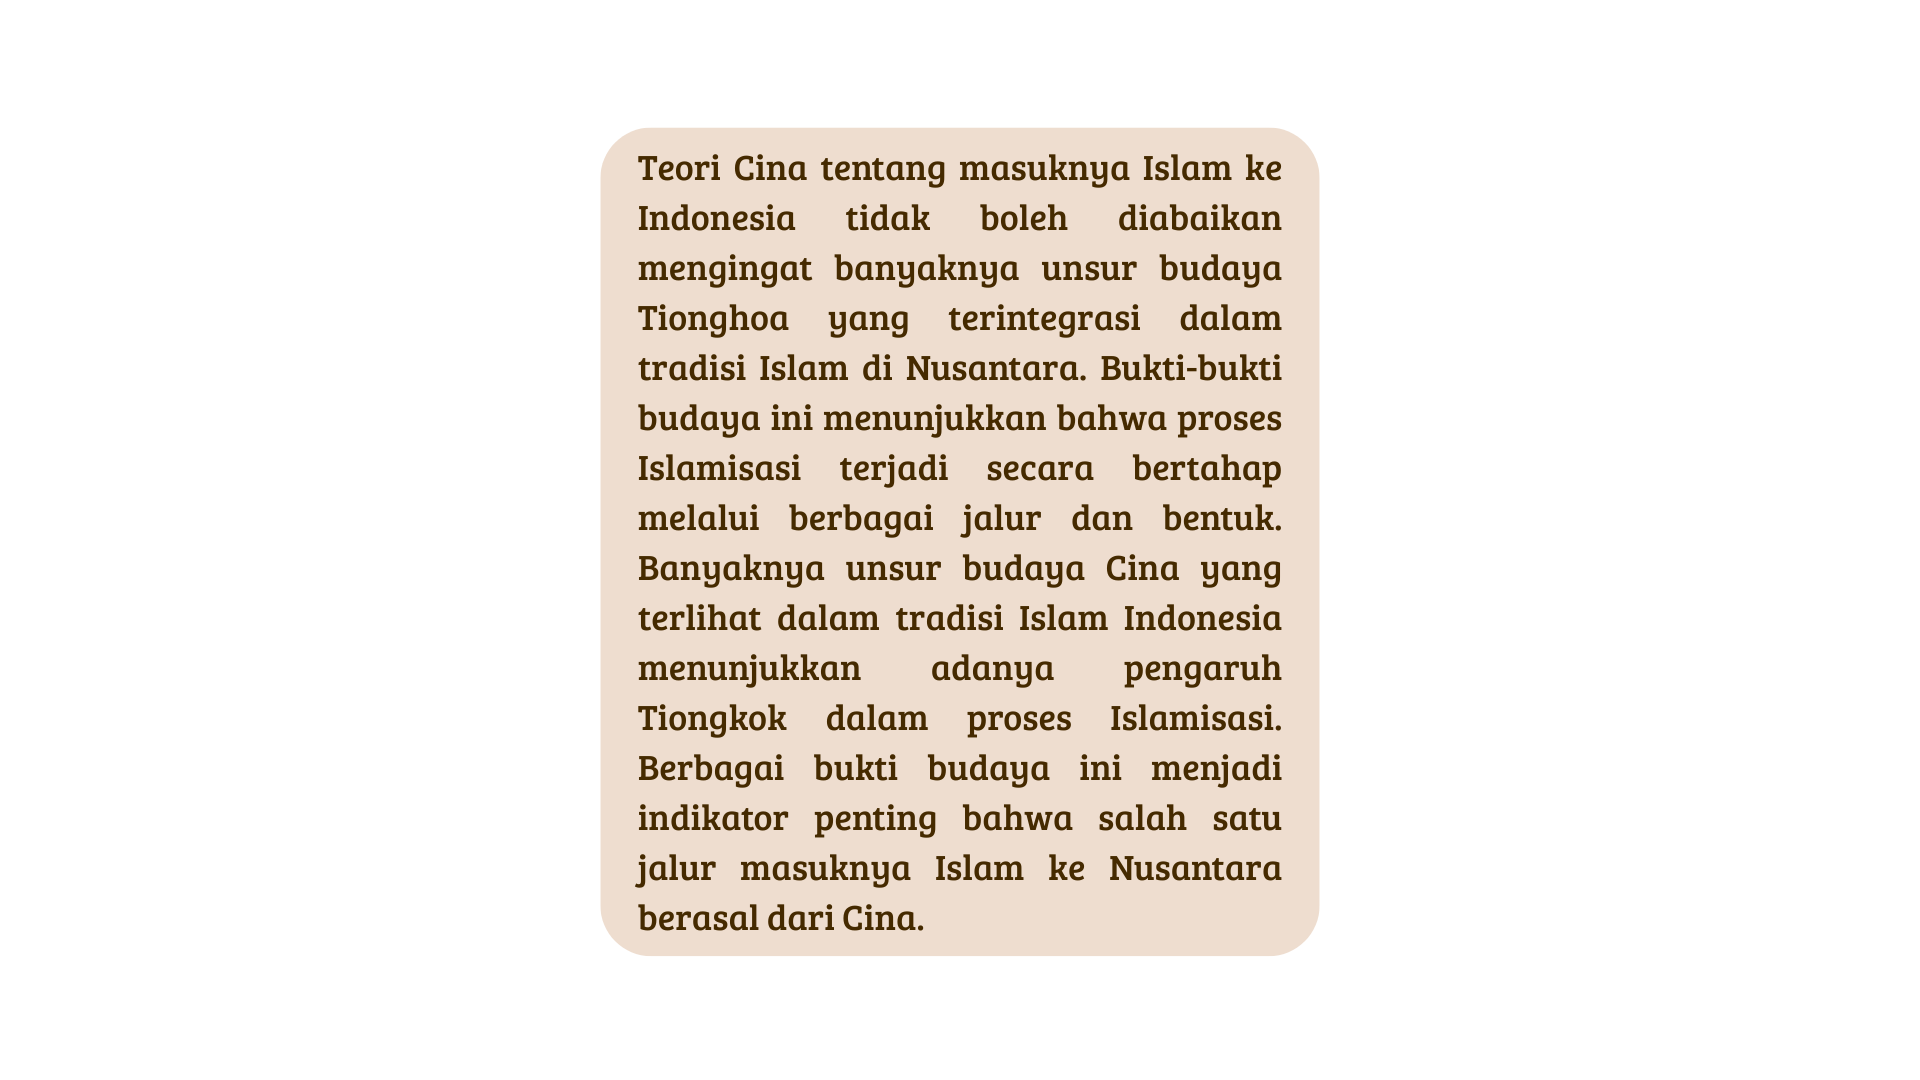 Teori Cina tentang masuknya Islam ke
Indonesia tidak boleh diabaikan
mengingat banyaknya unsur budaya
Tionghoa yang terintegrasi dalam
tradisi Islam di Nusantara. Bukti-bukti
budaya ini menunjukkan bahwa proses
Islamisasi terjadi secara bertahap
melalui berbagai jalur dan bentuk.
Banyaknya unsur budaya Cina yang
terlihat dalam tradisi Islam Indonesia
menunjukkan adanya pengaruh
Tiongkok dalam proses Islamisasi.
Berbagai bukti budaya ini menjadi
indikator penting bahwa salah satu
jalur masuknya Islam ke Nusantara
berasal dari Cina.